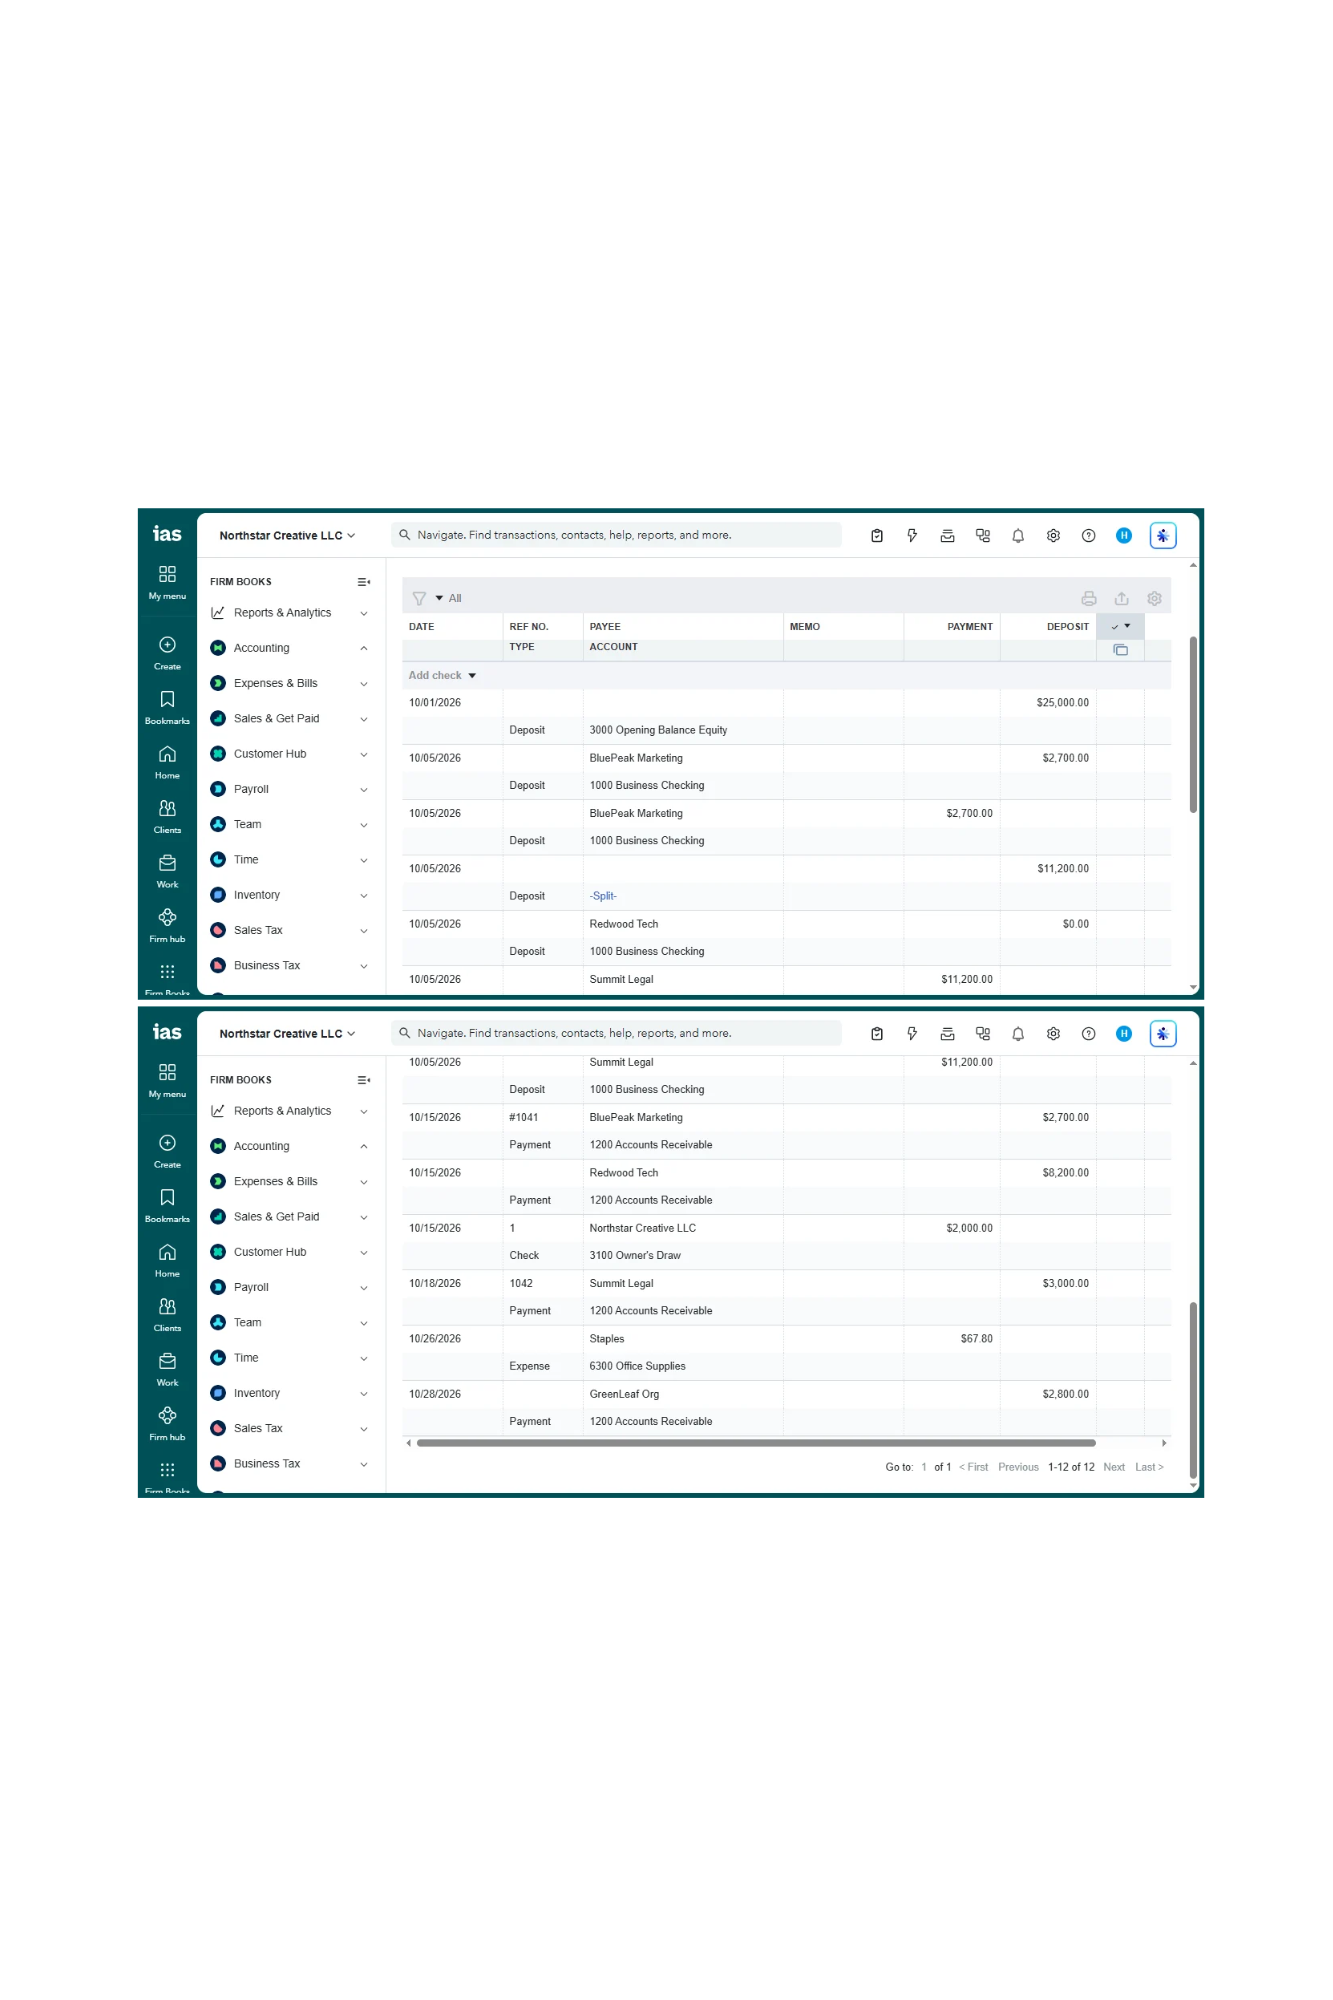 ias
Northstar Creative LLC
Navigate. Find transactions, contacts, help, reports, and more.
H
My menu
Create
Bookmarks
Home
Clients
Work
Firm hub
Firm Books
FIRM BOOKS
Reports & Analytics
Accounting
Expenses & Bills
Sales & Get Paid
Customer Hub
Payroll
Team
Time
Inventory
Sales Tax
Business Tax
All
DATE REF NO. PAYEE MEMO PAYMENT DEPOSIT
TYPE ACCOUNT
Add check
10/01/2026 $25,000.00
Deposit 3000 Opening Balance Equity
10/05/2026 BluePeak Marketing $2,700.00
Deposit 1000 Business Checking
10/05/2026 BluePeak Marketing $2,700.00
Deposit 1000 Business Checking
10/05/2026 $11,200.00
Deposit -Split-
10/05/2026 Redwood Tech $0.00
Deposit 1000 Business Checking
10/05/2026 Summit Legal $11,200.00
ias
Northstar Creative LLC
Navigate. Find transactions, contacts, help, reports, and more.
H
My menu
Create
Bookmarks
Home
Clients
Work
Firm hub
Firm Books
FIRM BOOKS
Reports & Analytics
Accounting
Expenses & Bills
Sales & Get Paid
Customer Hub
Payroll
Team
Time
Inventory
Sales Tax
Business Tax
10/05/2026 Summit Legal $11,200.00
Deposit 1000 Business Checking
10/15/2026 #1041 BluePeak Marketing $2,700.00
Payment 1200 Accounts Receivable
10/15/2026 Redwood Tech $8,200.00
Payment 1200 Accounts Receivable
10/15/2026 1 Northstar Creative LLC $2,000.00
Check 3100 Owner's Draw
10/18/2026 1042 Summit Legal $3,000.00
Payment 1200 Accounts Receivable
10/26/2026 Staples $67.80
Expense 6300 Office Supplies
10/28/2026 GreenLeaf Org $2,800.00
Payment 1200 Accounts Receivable
Go to: 1 of 1 < First Previous 1-12 of 12 Next Last >